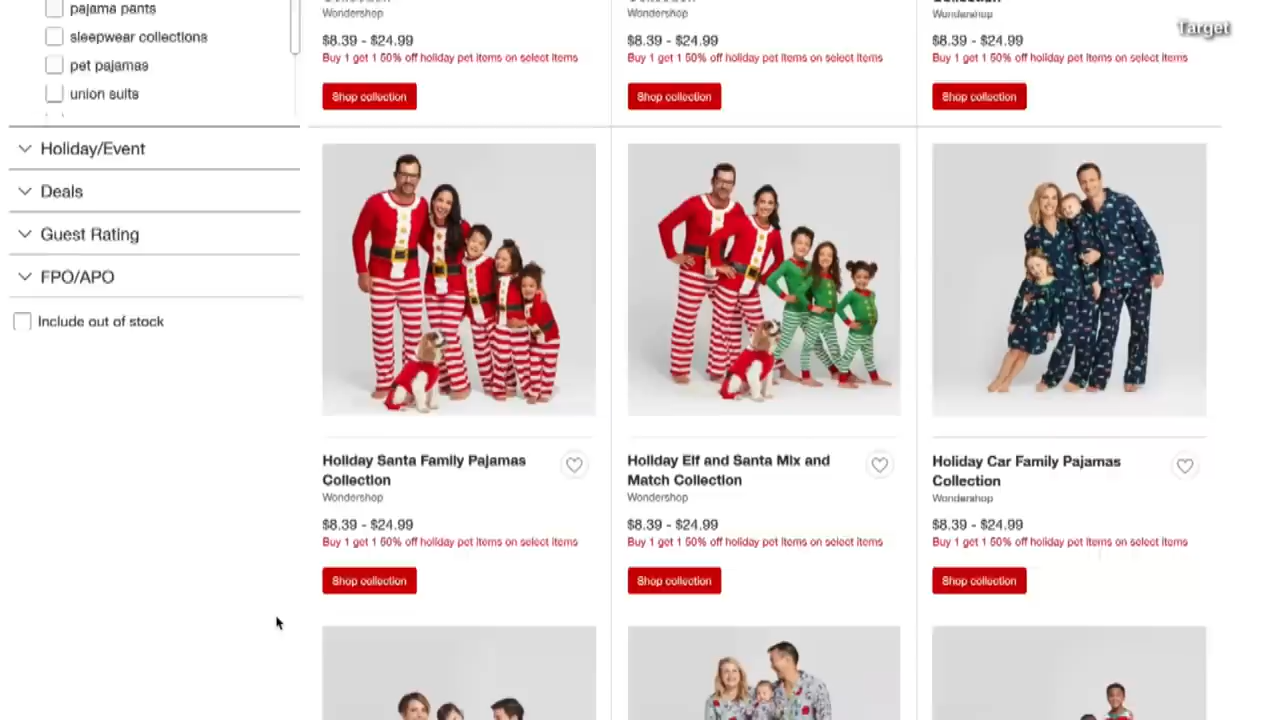 pajama pants
sleepwear collections
pet pajamas
union suits
Holiday/Event
Deals
Guest Rating
FPO/APO
Include out of stock
Target
Wondershop
$8.39 - $24.99
Buy 1 get 1 50% off holiday pet items on select items
Shop collection
Wondershop
$8.39 - $24.99
Buy 1 get 1 50% off holiday pet items on select items
Shop collection
Wondershop
$8.39 - $24.99
Buy 1 get 1 50% off holiday pet items on select items
Shop collection
Holiday Santa Family Pajamas
Collection
Wondershop
$8.39 - $24.99
Buy 1 get 1 50% off holiday pet items on select items
Shop collection
Holiday Elf and Santa Mix and
Match Collection
Wondershop
$8.39 - $24.99
Buy 1 get 1 50% off holiday pet items on select items
Shop collection
Holiday Car Family Pajamas
Collection
Wondershop
$8.39 - $24.99
Buy 1 get 1 50% off holiday pet items on select items
Shop collection